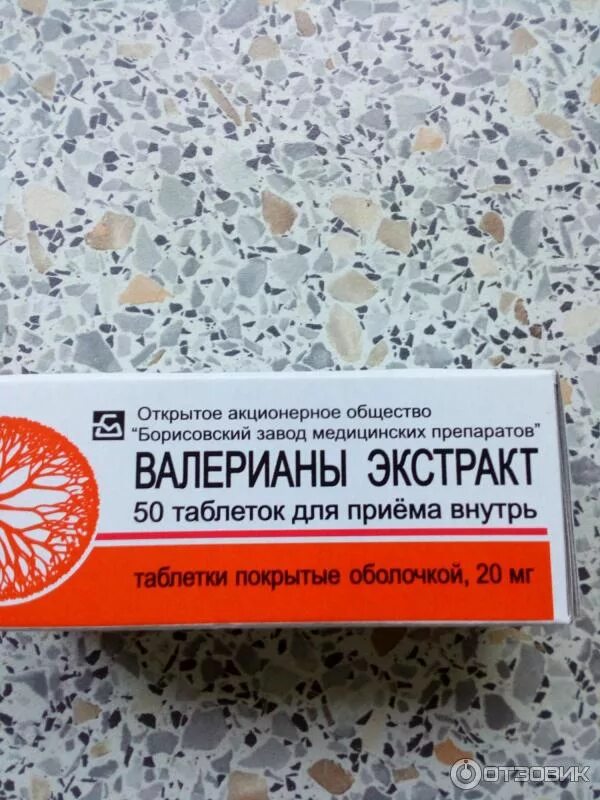 Открытое акционерное общество
"Борисовский завод медицинских препаратов"
ВАЛЕРИАНЫ ЭКСТРАКТ
50 таблеток для приёма внутрь
таблетки покрытые оболочкой, 20 мг
ОТЗОВИК